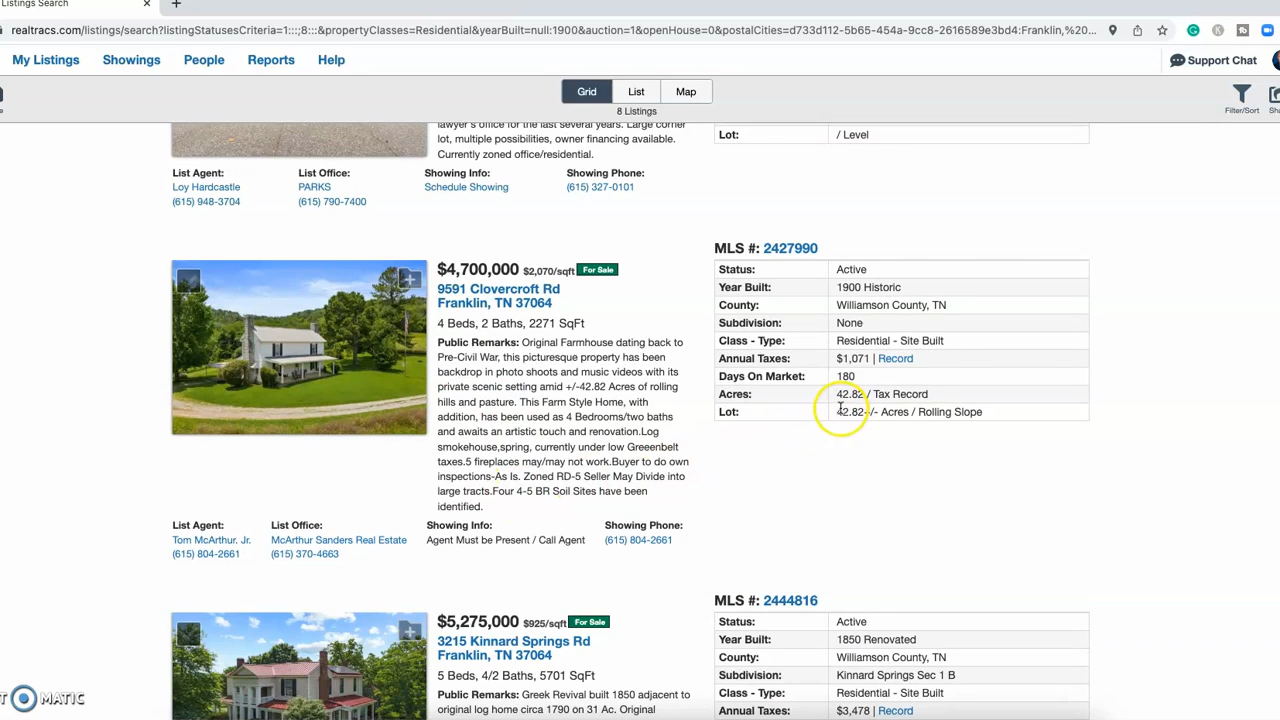 Listings Search
×
+
realtracs.com/listings/search?listingStatusesCriteria=1:::;8:::&propertyClasses=Residential&yearBuilt=null:1900&auction=1&openHouse=0&postalCities=d733d112-5b65-454a-9cc8-2616589e3bd4:Franklin,%20...
My Listings Showings People Reports Help Support Chat
Grid List Map
8 Listings
Filter/Sort Sha
lawyer's office for the last several years. Large corner
lot, multiple possibilities, owner financing available.
Currently zoned office/residential.
Lot: / Level
List Agent: List Office: Showing Info: Showing Phone:
Loy Hardcastle PARKS Schedule Showing (615) 327-0101
(615) 948-3704 (615) 790-7400
$4,700,000 $2,070/sqft For Sale
9591 Clovercroft Rd
Franklin, TN 37064
4 Beds, 2 Baths, 2271 SqFt
Public Remarks: Original Farmhouse dating back to
Pre-Civil War, this picturesque property has been
backdrop in photo shoots and music videos with its
private scenic setting amid +/-42.82 Acres of rolling
hills and pasture. This Farm Style Home, with
addition, has been used as 4 Bedrooms/two baths
and awaits an artistic touch and renovation.Log
smokehouse,spring, currently under low Greeenbelt
taxes.5 fireplaces may/may not work.Buyer to do own
inspections-As Is. Zoned RD-5 Seller May Divide into
large tracts.Four 4-5 BR Soil Sites have been
identified.
MLS #: 2427990
Status: Active
Year Built: 1900 Historic
County: Williamson County, TN
Subdivision: None
Class - Type: Residential - Site Built
Annual Taxes: $1,071 | Record
Days On Market: 180
Acres: 42.82 / Tax Record
Lot: 42.82+/- Acres / Rolling Slope
List Agent: List Office: Showing Info: Showing Phone:
Tom McArthur. Jr. McArthur Sanders Real Estate Agent Must be Present / Call Agent (615) 804-2661
(615) 804-2661 (615) 370-4663
$5,275,000 $925/sqft For Sale
3215 Kinnard Springs Rd
Franklin, TN 37064
5 Beds, 4/2 Baths, 5701 SqFt
Public Remarks: Greek Revival built 1850 adjacent to
original log home circa 1790 on 31 Ac. Original
MLS #: 2444816
Status: Active
Year Built: 1850 Renovated
County: Williamson County, TN
Subdivision: Kinnard Springs Sec 1 B
Class - Type: Residential - Site Built
Annual Taxes: $3,478 | Record
T MATIC